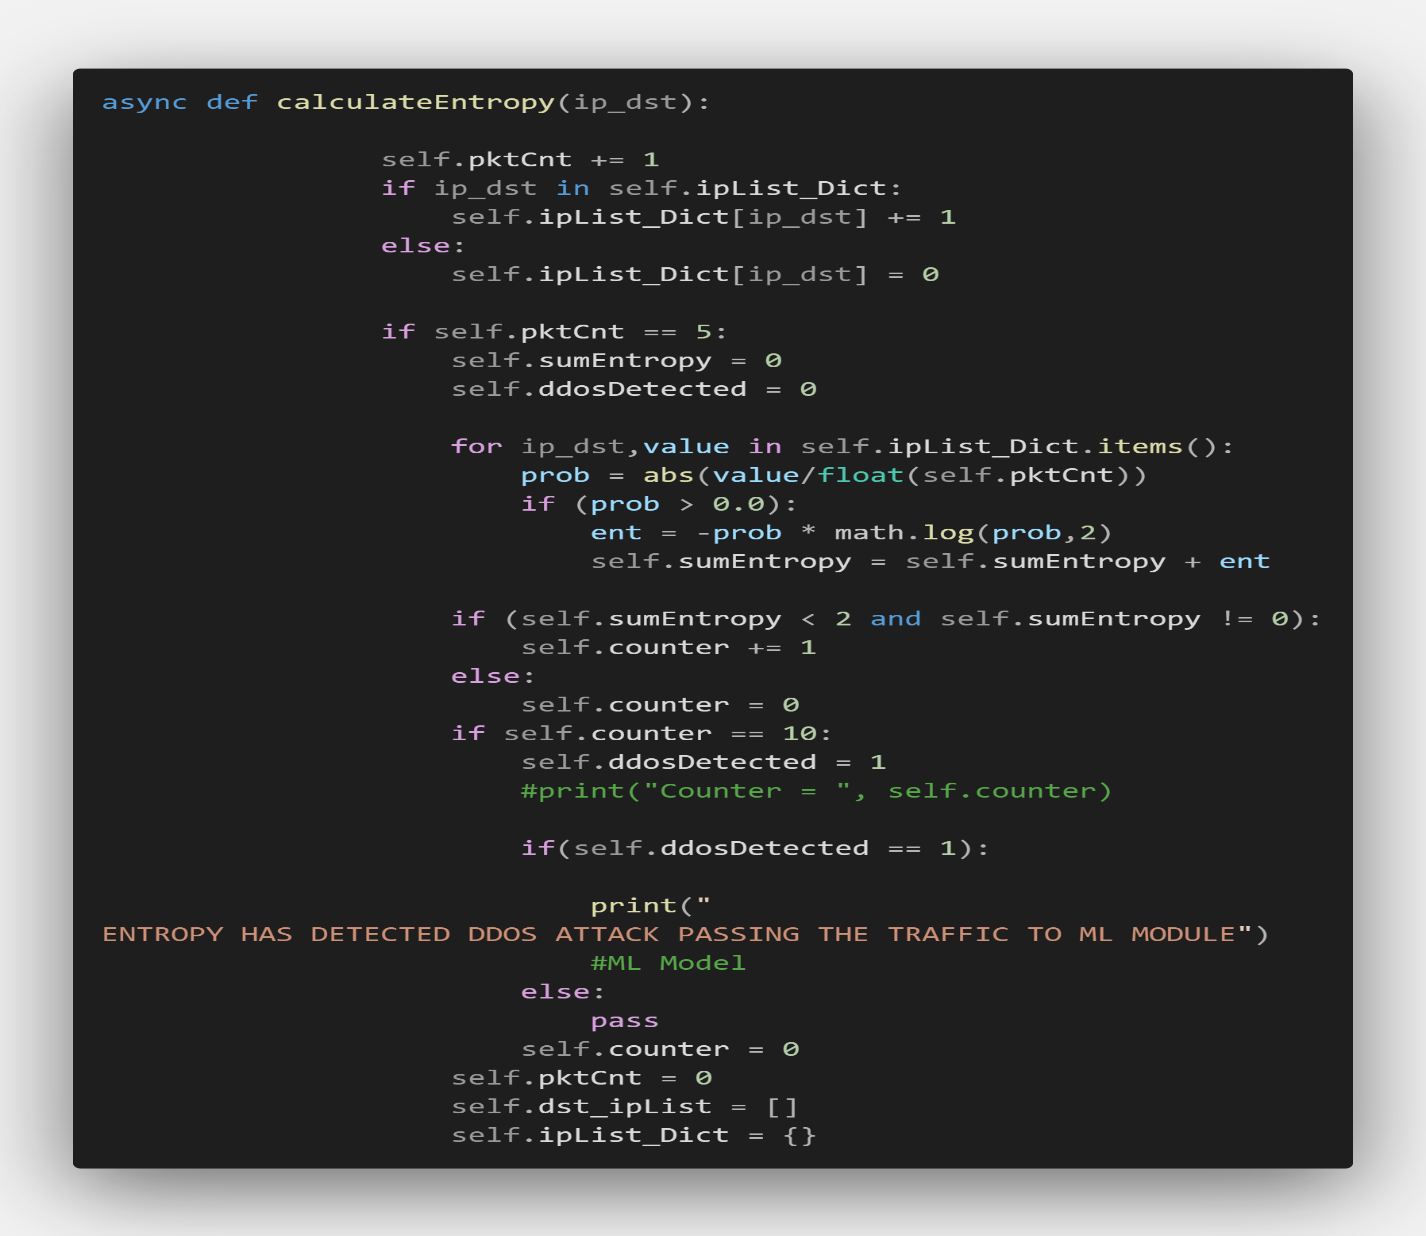 async def calculateEntropy(ip_dst):
self.pktCnt += 1
if ip_dst in self.ipList_Dict:
self.ipList_Dict[ip_dst] += 1
else:
self.ipList_Dict[ip_dst] = 0
if self.pktCnt == 5:
self.sumEntropy = 0
self.ddosDetected = 0
for ip_dst,value in self.ipList_Dict.items():
prob = abs(value/float(self.pktCnt))
if (prob > 0.0):
ent = -prob * math.log(prob,2)
self.sumEntropy = self.sumEntropy + ent
if (self.sumEntropy < 2 and self.sumEntropy != 0):
self.counter += 1
else:
self.counter = 0
if self.counter == 10:
self.ddosDetected = 1
#print("Counter = ", self.counter)
if(self.ddosDetected == 1):
print("
ENTROPY HAS DETECTED DDOS ATTACK PASSING THE TRAFFIC TO ML MODULE")
#ML Model
else:
pass
self.counter = 0
self.pktCnt = 0
self.dst_ipList = []
self.ipList_Dict = {}